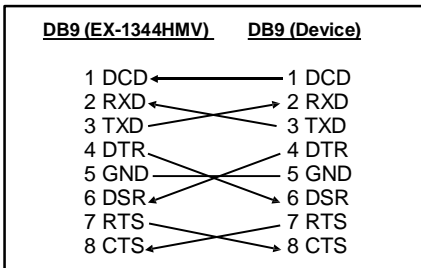 DB9 (EX-1344HMV) DB9 (Device)
1 DCD 1 DCD
2 RXD 2 RXD
3 TXD 3 TXD
4 DTR 4 DTR
5 GND 5 GND
6 DSR 6 DSR
7 RTS 7 RTS
8 CTS 8 CTS